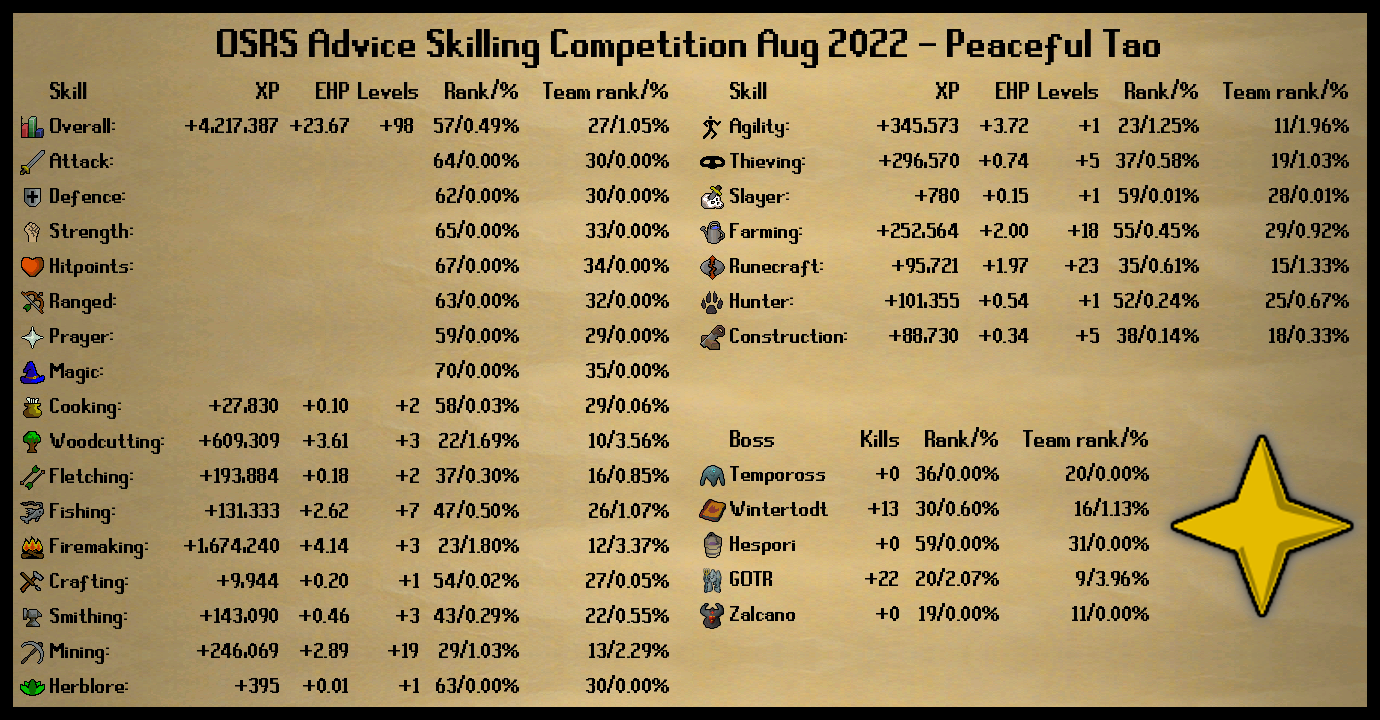 OSRS Advice Skilling Competition Aug 2022 - Peaceful Tao
Skill XP EHP Levels Rank/% Team rank/%
Overall: +4,217,387 +23.67 +98 57/0.49% 27/1.05%
Attack: 64/0.00% 30/0.00%
Defence: 62/0.00% 30/0.00%
Strength: 65/0.00% 33/0.00%
Hitpoints: 67/0.00% 34/0.00%
Ranged: 63/0.00% 32/0.00%
Prayer: 59/0.00% 29/0.00%
Magic: 70/0.00% 35/0.00%
Cooking: +27,830 +0.10 +2 58/0.03% 29/0.06%
Woodcutting: +609,309 +3.61 +3 22/1.69% 10/3.56%
Fletching: +193,884 +0.18 +2 37/0.30% 16/0.85%
Fishing: +131,333 +2.62 +7 47/0.50% 26/1.07%
Firemaking: +1,674,240 +4.14 +3 23/1.80% 12/3.37%
Crafting: +9,944 +0.20 +1 54/0.02% 27/0.05%
Smithing: +143,090 +0.46 +3 43/0.29% 22/0.55%
Mining: +246,069 +2.89 +19 29/1.03% 13/2.29%
Herblore: +395 +0.01 +1 63/0.00% 30/0.00%
Skill XP EHP Levels Rank/% Team rank/%
Agility: +345,573 +3.72 +1 23/1.25% 11/1.96%
Thieving: +296,570 +0.74 +5 37/0.58% 19/1.03%
Slayer: +780 +0.15 +1 59/0.01% 28/0.01%
Farming: +252,564 +2.00 +18 55/0.45% 29/0.92%
Runecraft: +95,721 +1.97 +23 35/0.61% 15/1.33%
Hunter: +101,355 +0.54 +1 52/0.24% 25/0.67%
Construction: +88,730 +0.34 +5 38/0.14% 18/0.33%
Boss Kills Rank/% Team rank/%
Tempoross +0 36/0.00% 20/0.00%
Wintertodt +13 30/0.60% 16/1.13%
Hespori +0 59/0.00% 31/0.00%
GOTR +22 20/2.07% 9/3.96%
Zalcano +0 19/0.00% 11/0.00%